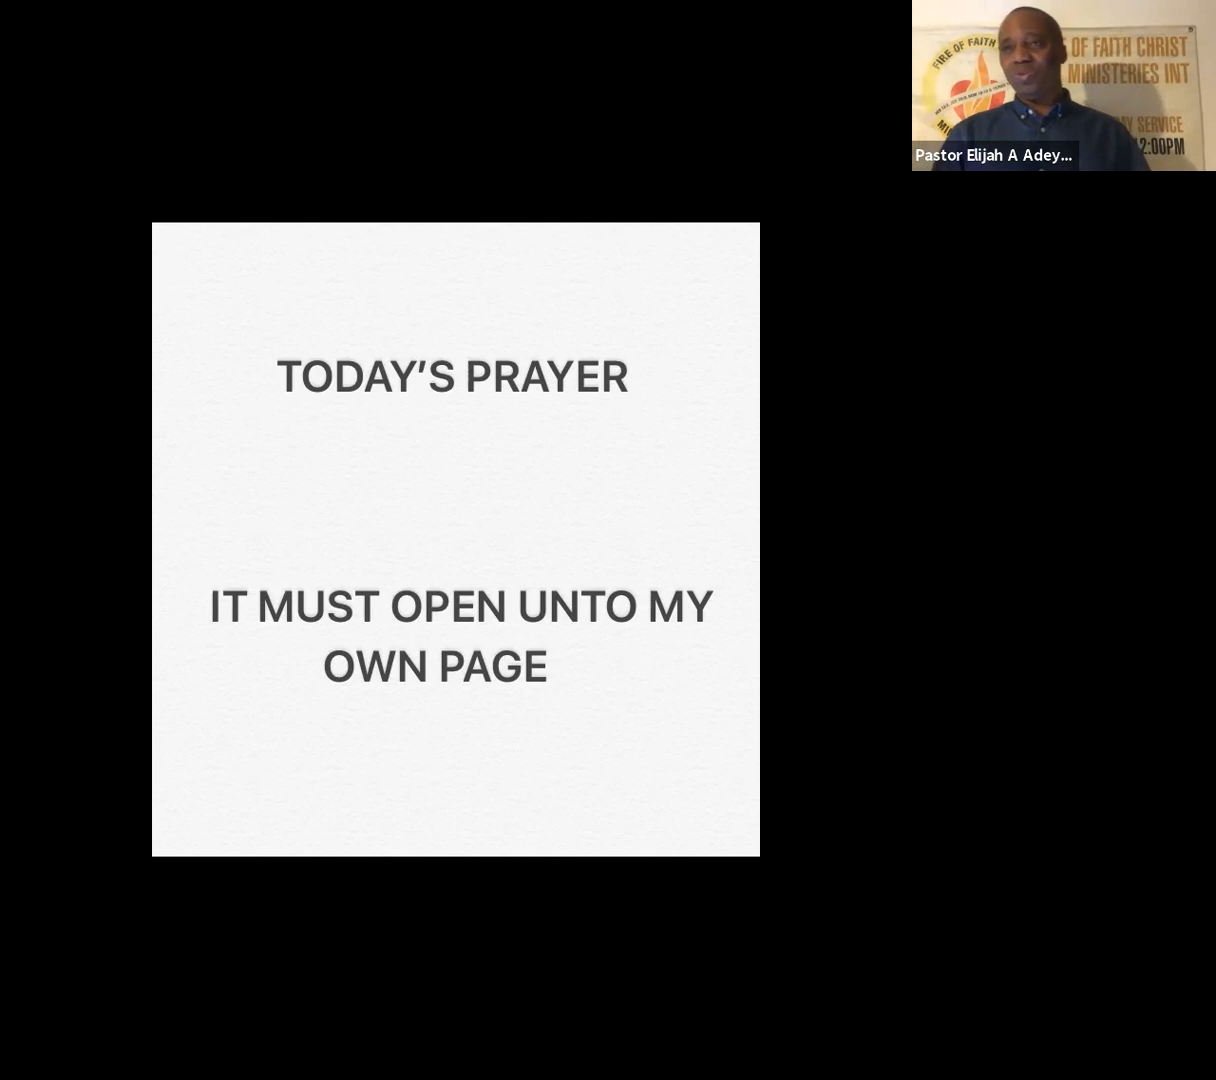 FIRE OF FAITH
OF FAITH CHRIST
MINISTERIES INT
SERVICE
2:00PM
Pastor Elijah A Adey...
TODAY'S PRAYER
IT MUST OPEN UNTO MY
OWN PAGE